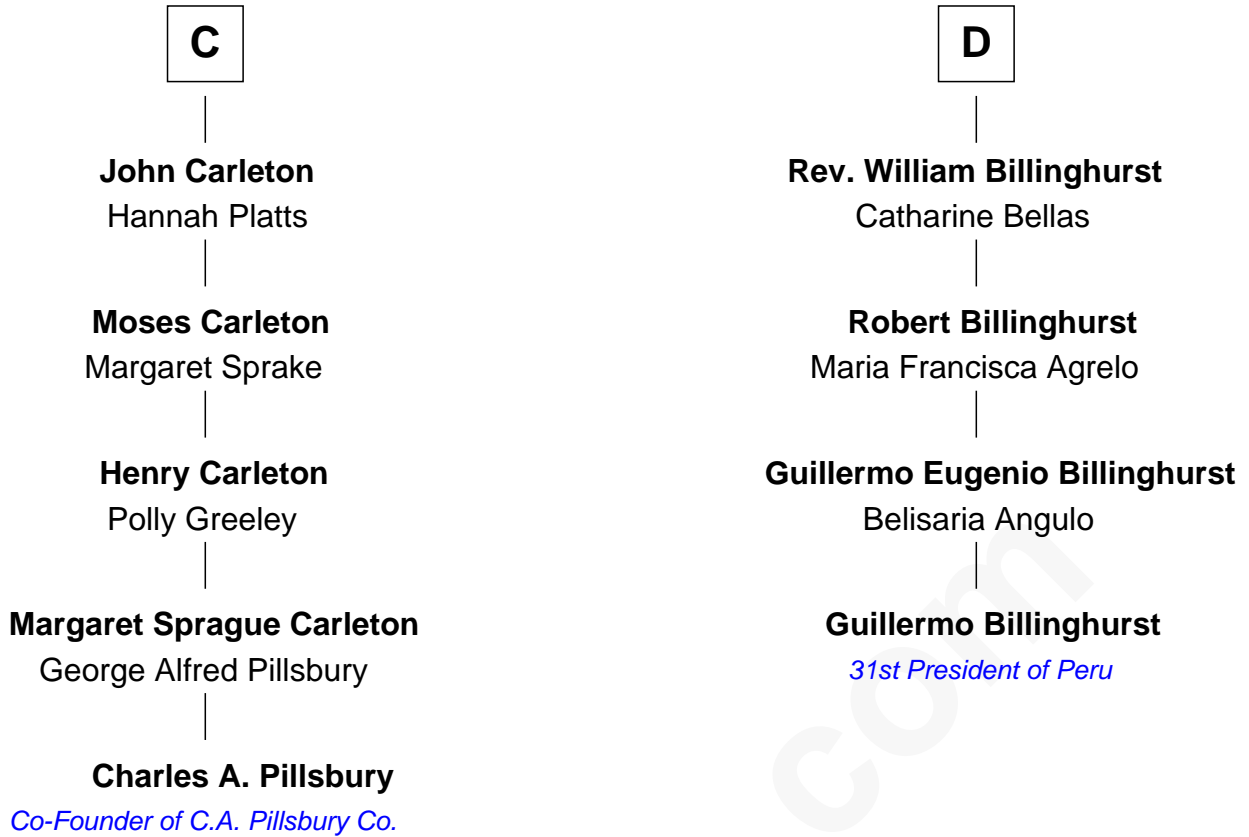 C
John Carleton
Hannah Platts
Moses Carleton
Margaret Sprake
Henry Carleton
Polly Greeley
Margaret Sprague Carleton
George Alfred Pillsbury
Charles A. Pillsbury
Co-Founder of C.A. Pillsbury Co.
D
Rev. William Billinghurst
Catharine Bellas
Robert Billinghurst
Maria Francisca Agrelo
Guillermo Eugenio Billinghurst
Belisaria Angulo
Guillermo Billinghurst
31st President of Peru
com